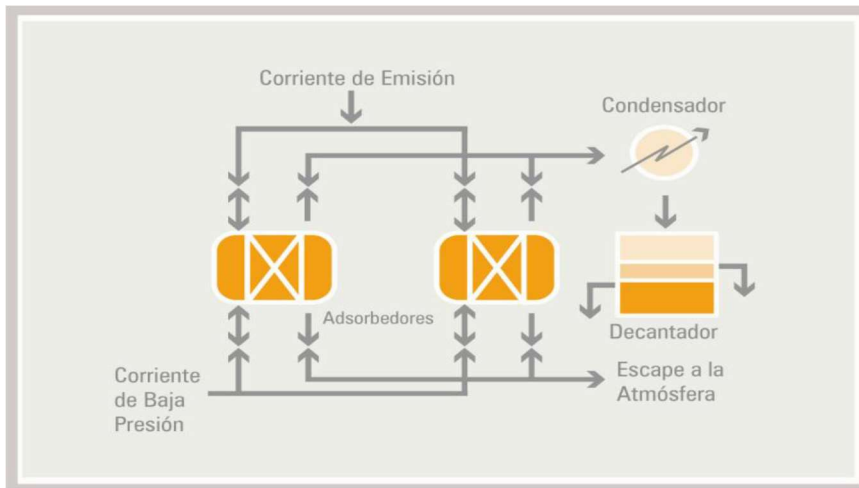 Corriente de Emisión
Condensador
Adsorbedores
Decantador
Corriente
de Baja
Presión
Escape a la
Atmósfera